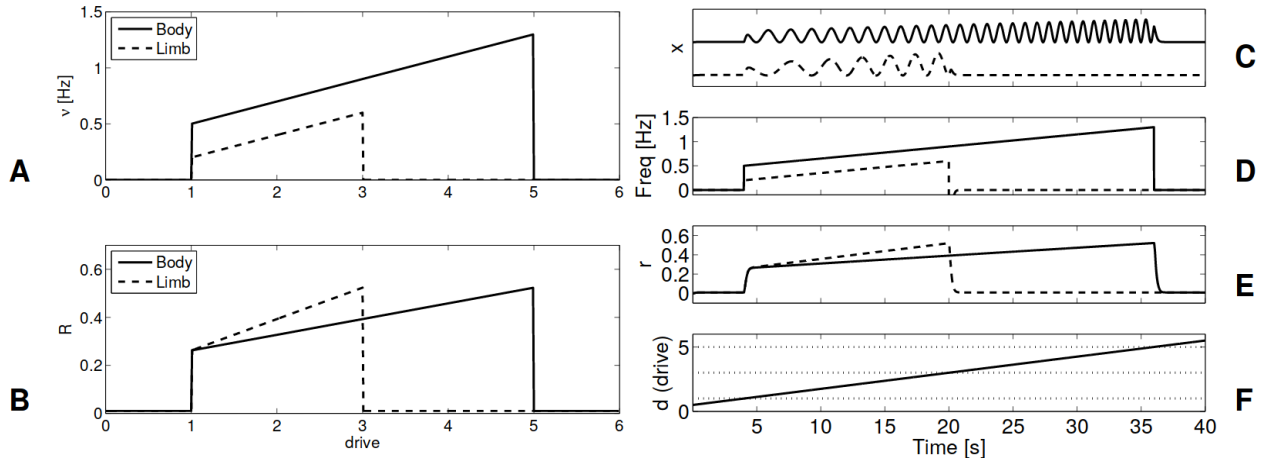 A
1.5
1
0.5
0
ν [Hz]
Body
Limb
0 1 2 3 4 5 6
B
0.6
0.4
0.2
0
R
Body
Limb
0 1 2 3 4 5 6
drive
x
C
1.5
1
0.5
0
Freq [Hz]
D
0.6
0.4
0.2
0
r
E
5
0
d (drive)
F
5 10 15 20 25 30 35 40
Time [s]